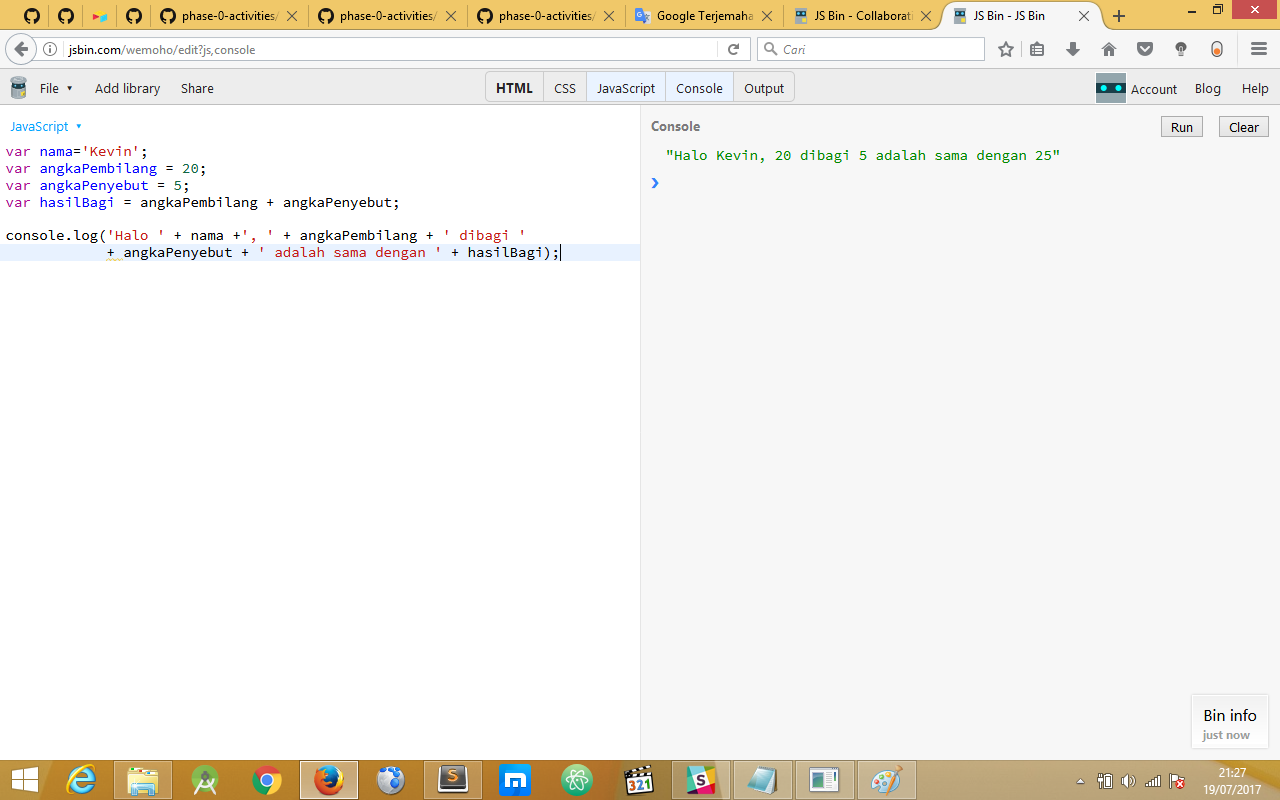 phase-0-activities/
phase-0-activities/
phase-0-activities/
Google Terjemaha
JS Bin - Collaborati
JS Bin - JS Bin
jsbin.com/wemoho/edit?js,console
Cari
File
Add library
Share
HTML
CSS
JavaScript
Console
Output
Account
Blog
Help
JavaScript
var nama='Kevin';
var angkaPembilang = 20;
var angkaPenyebut = 5;
var hasilBagi = angkaPembilang + angkaPenyebut;
console.log('Halo ' + nama +', ' + angkaPembilang + ' dibagi '
+ angkaPenyebut + ' adalah sama dengan ' + hasilBagi);
Console
Run
Clear
"Halo Kevin, 20 dibagi 5 adalah sama dengan 25"
Bin info
just now
S
321
21:27
19/07/2017